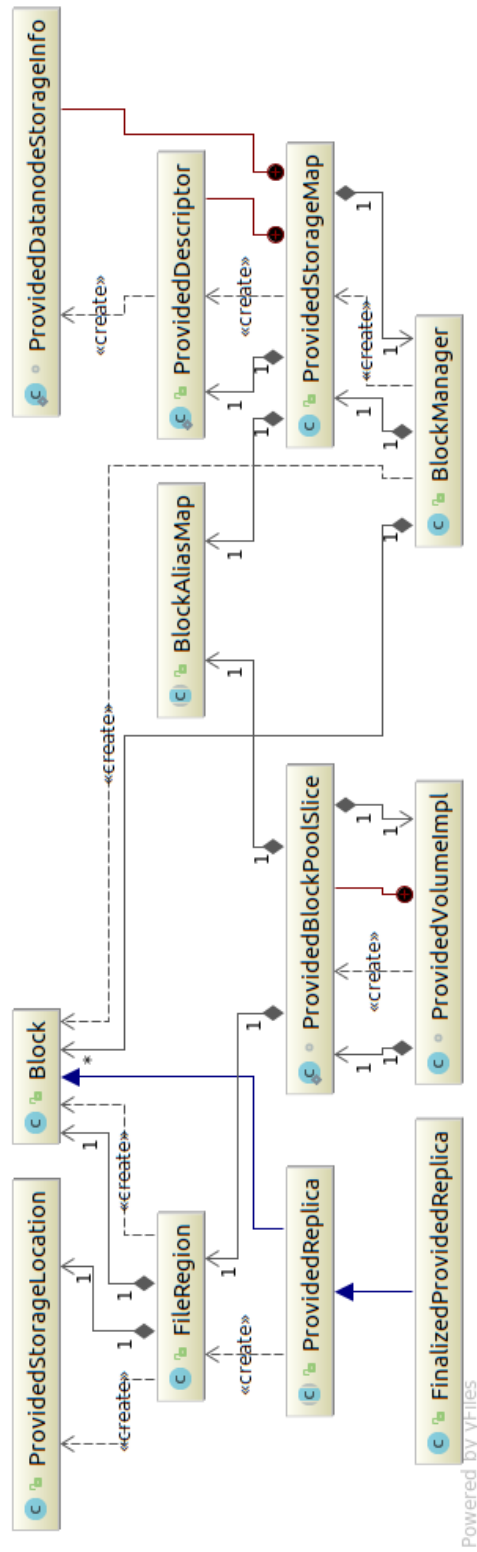 ProvidedStorageLocation
Block
ProvidedDatanodeStorageInfo
1
1
*
«create»
«create»
«create»
1
1
«create»
FileRegion
BlockAliasMap
ProvidedDescriptor
1
1
1
1
«create»
1
1
1
1
«create»
ProvidedReplica
ProvidedBlockPoolSlice
ProvidedStorageMap
1
1
1
1
«create»
«create»
1
1
1
1
1
FinalizedProvidedReplica
ProvidedVolumeImpl
BlockManager
Powered by yFiles